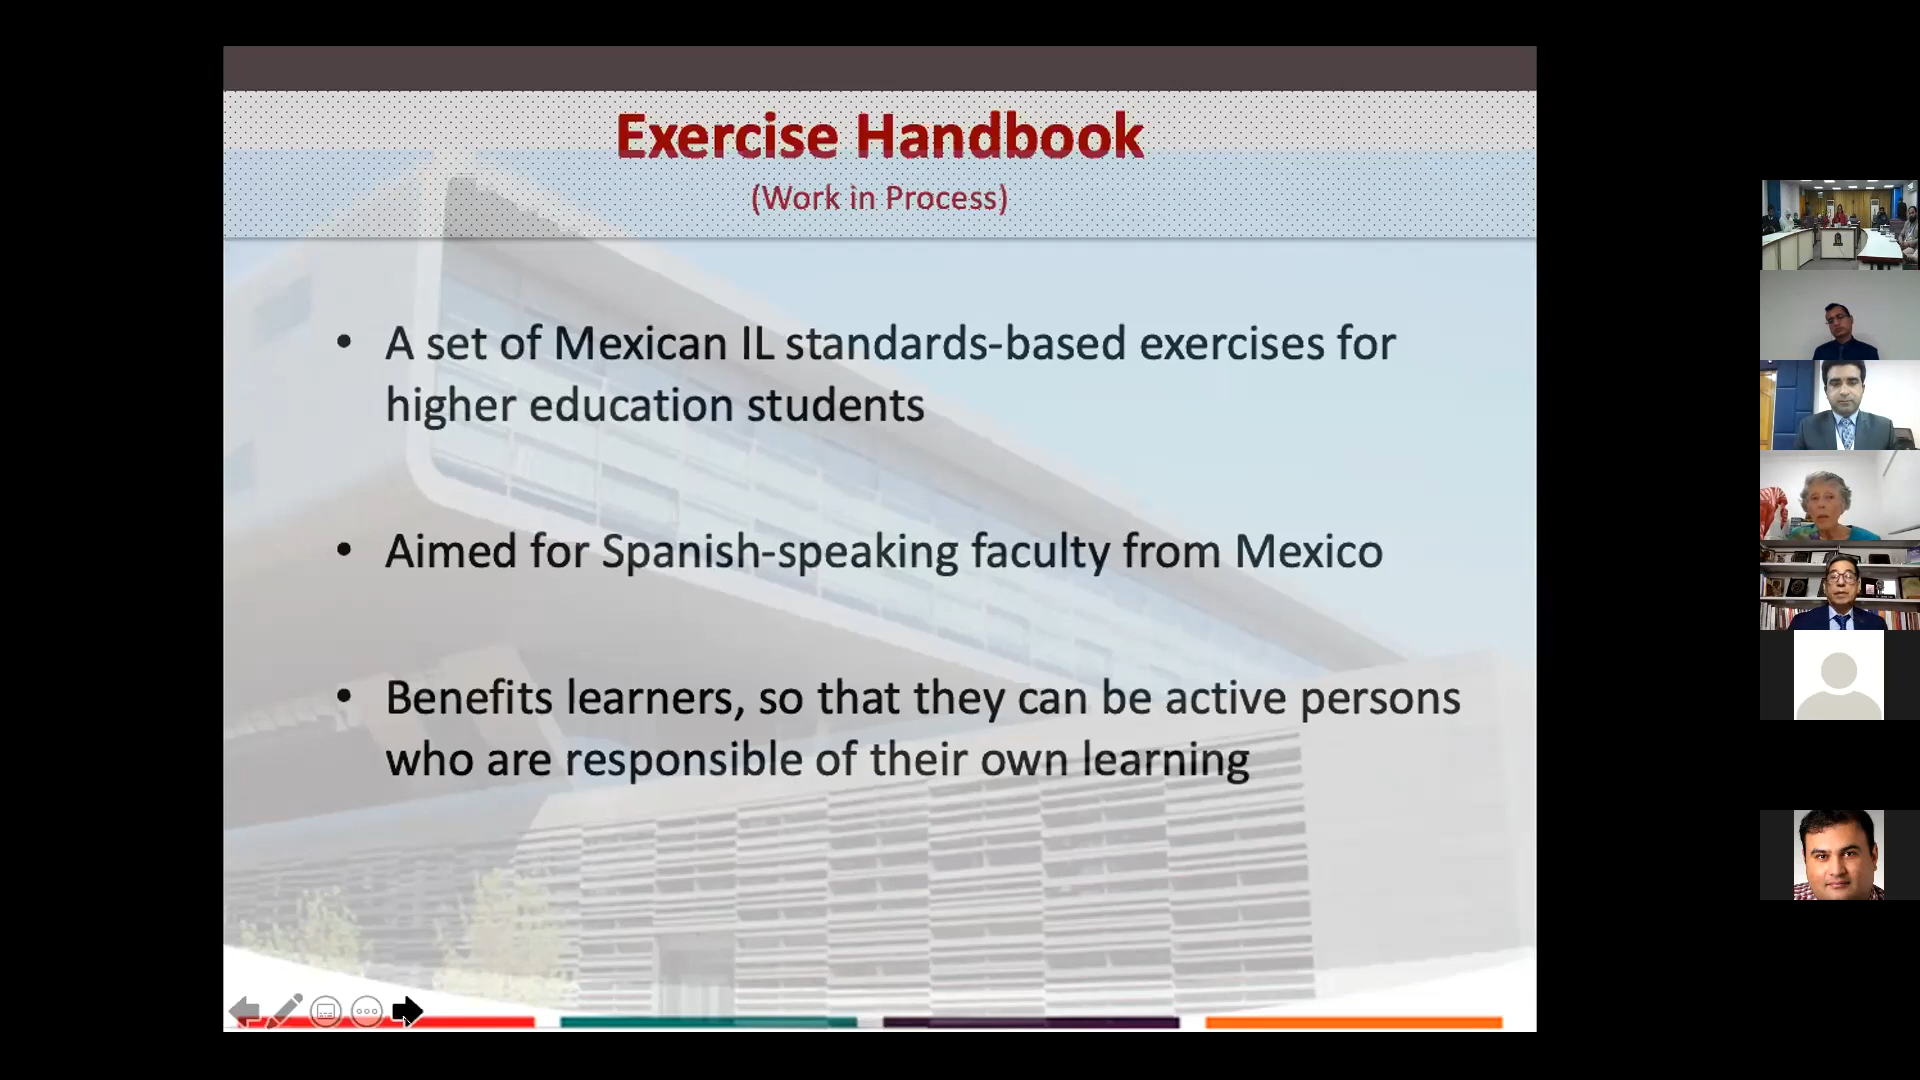 Exercise Handbook
(Work in Process)
• A set of Mexican IL standards-based exercises for
higher education students
• Aimed for Spanish-speaking faculty from Mexico
• Benefits learners, so that they can be active persons
who are responsible of their own learning